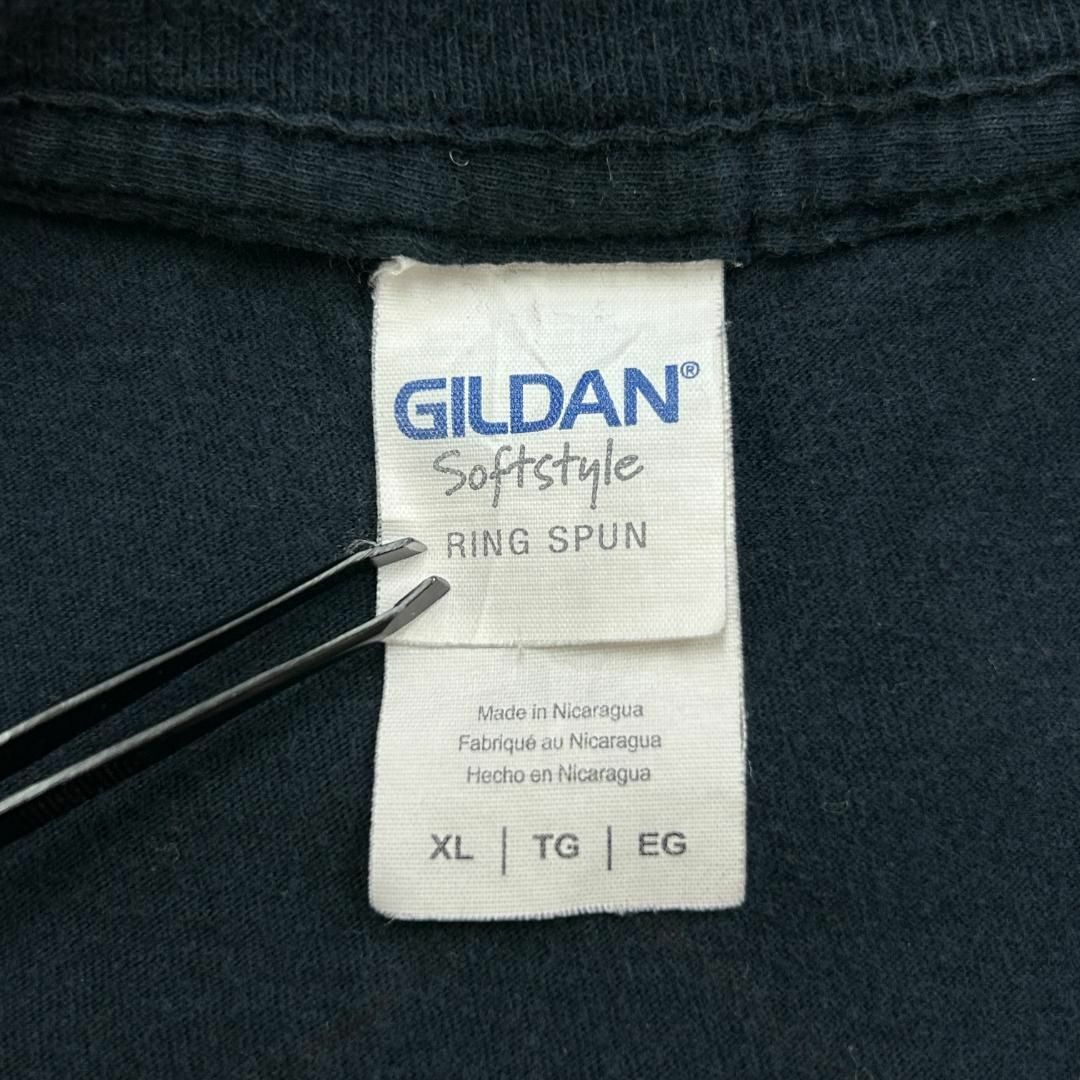 GILDAN®
Softstyle
RING SPUN
Made in Nicaragua
Fabriqué au Nicaragua
Hecho en Nicaragua
XL | TG | EG